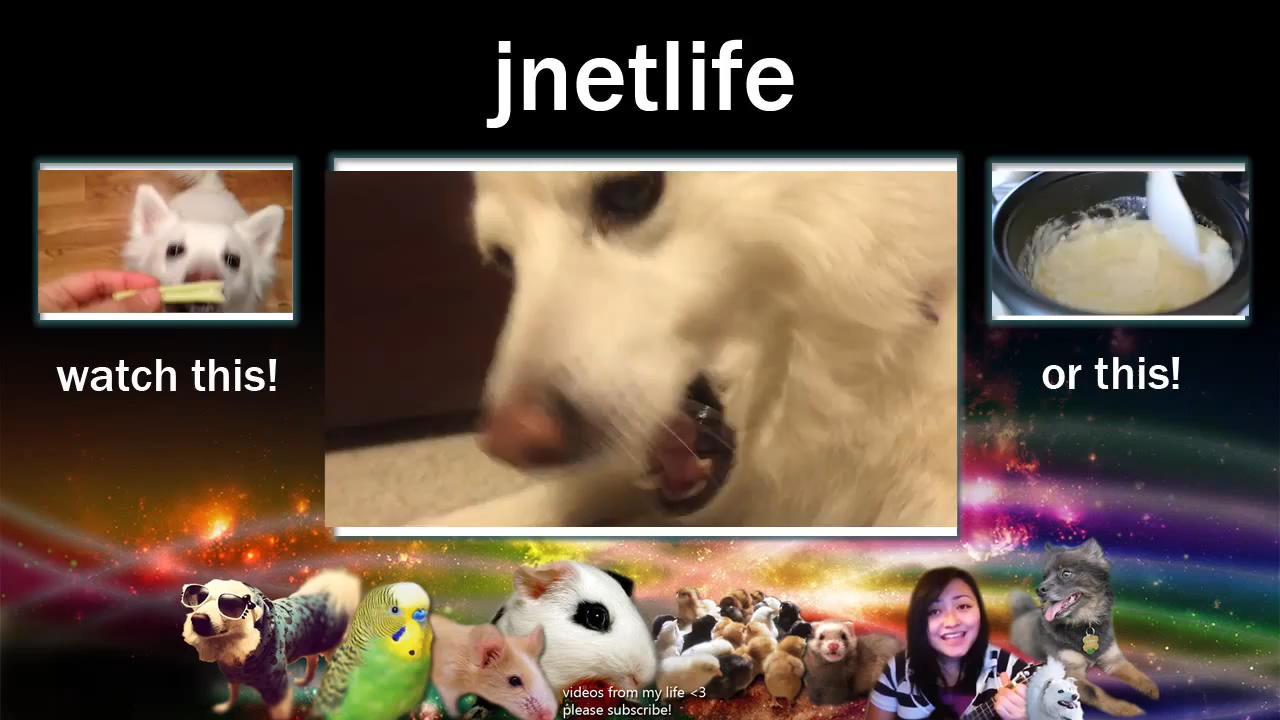 jnetlife
watch this!
or this!
videos from my life <3
please subscribe!